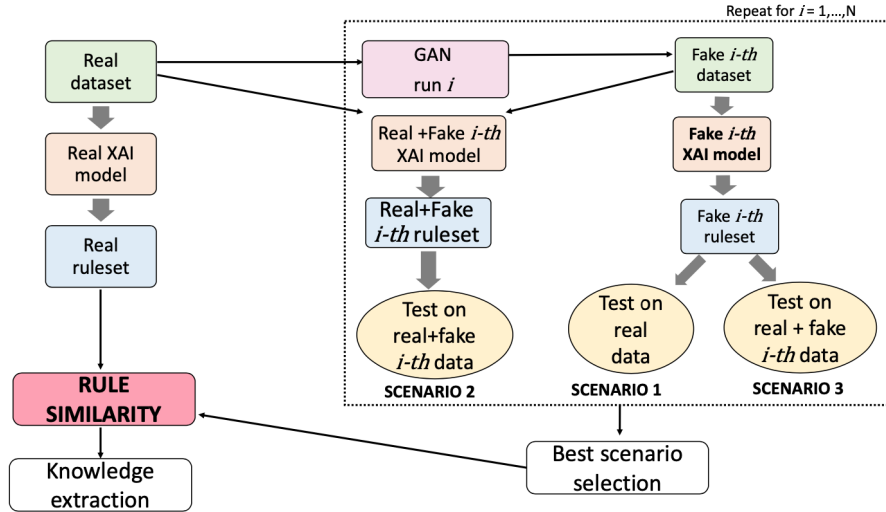 Repeat for i = 1,...,N
Real
dataset
GAN
run i
Fake i-th
dataset
Real XAI
model
Real +Fake i-th
XAI model
Fake i-th
XAI model
Real
ruleset
Real+Fake
i-th ruleset
Fake i-th
ruleset
Test on
real+fake
i-th data
Test on
real
data
Test on
real + fake
i-th data
SCENARIO 2
SCENARIO 1
SCENARIO 3
RULE
SIMILARITY
Best scenario
selection
Knowledge
extraction